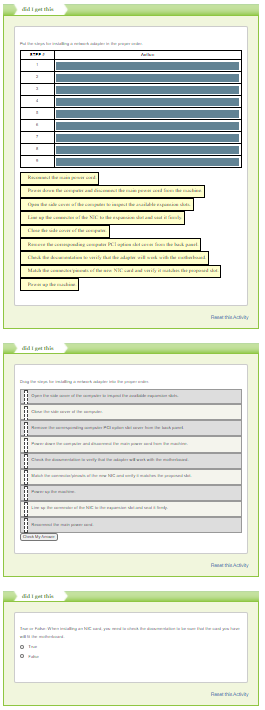 did i get this
Put the steps for installing a network adapter in the proper order.
STEP # Action
1
2
3
4
5
6
7
8
9
Reconnect the main power cord.
Power down the computer and disconnect the main power cord from the machine.
Open the side cover of the computer to inspect the available expansion slots.
Line up the connector of the NIC to the expansion slot and seat it firmly.
Close the side cover of the computer.
Remove the corresponding computer PCI option slot cover from the back panel.
Check the documentation to verify that the adapter will work with the motherboard.
Match the connector/pinouts of the new NIC card and verify it matches the proposed slot.
Power up the machine.
Reset this Activity
did i get this
Drag the steps for installing a network adapter into the proper order.
Open the side cover of the computer to inspect the available expansion slots.
Close the side cover of the computer.
Remove the corresponding computer PCI option slot cover from the back panel.
Power down the computer and disconnect the main power cord from the machine.
Check the documentation to verify that the adapter will work with the motherboard.
Match the connector/pinouts of the new NIC and verify it matches the proposed slot.
Power up the machine.
Line up the connector of the NIC to the expansion slot and seat it firmly.
Reconnect the main power cord.
Check My Answer
Reset this Activity
did i get this
True or False: When installing an NIC card, you need to check the documentation to be sure that the card you have
will fit the motherboard.
True
False
Reset this Activity